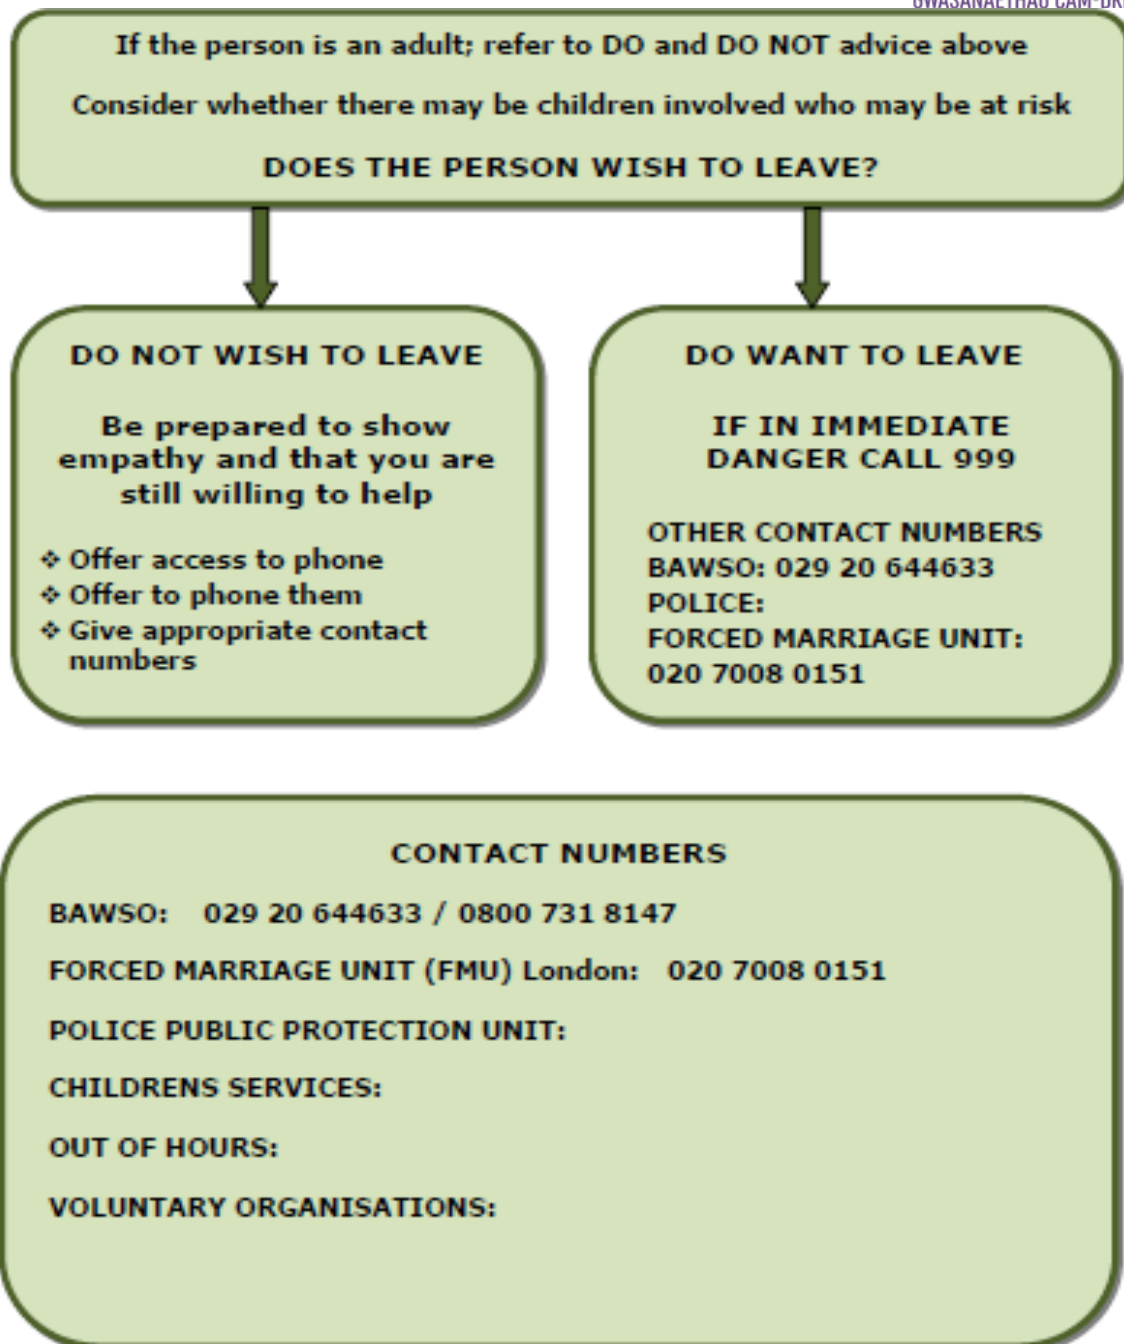 If the person is an adult; refer to DO and DO NOT advice above
Consider whether there may be children involved who may be at risk
DOES THE PERSON WISH TO LEAVE?
DO NOT WISH TO LEAVE
Be prepared to show
empathy and that you are
still willing to help
❖ Offer access to phone
❖ Offer to phone them
❖ Give appropriate contact
numbers
DO WANT TO LEAVE
IF IN IMMEDIATE
DANGER CALL 999
OTHER CONTACT NUMBERS
BAWSO: 029 20 644633
POLICE:
FORCED MARRIAGE UNIT:
020 7008 0151
CONTACT NUMBERS
BAWSO: 029 20 644633 / 0800 731 8147
FORCED MARRIAGE UNIT (FMU) London: 020 7008 0151
POLICE PUBLIC PROTECTION UNIT:
CHILDRENS SERVICES:
OUT OF HOURS:
VOLUNTARY ORGANISATIONS: